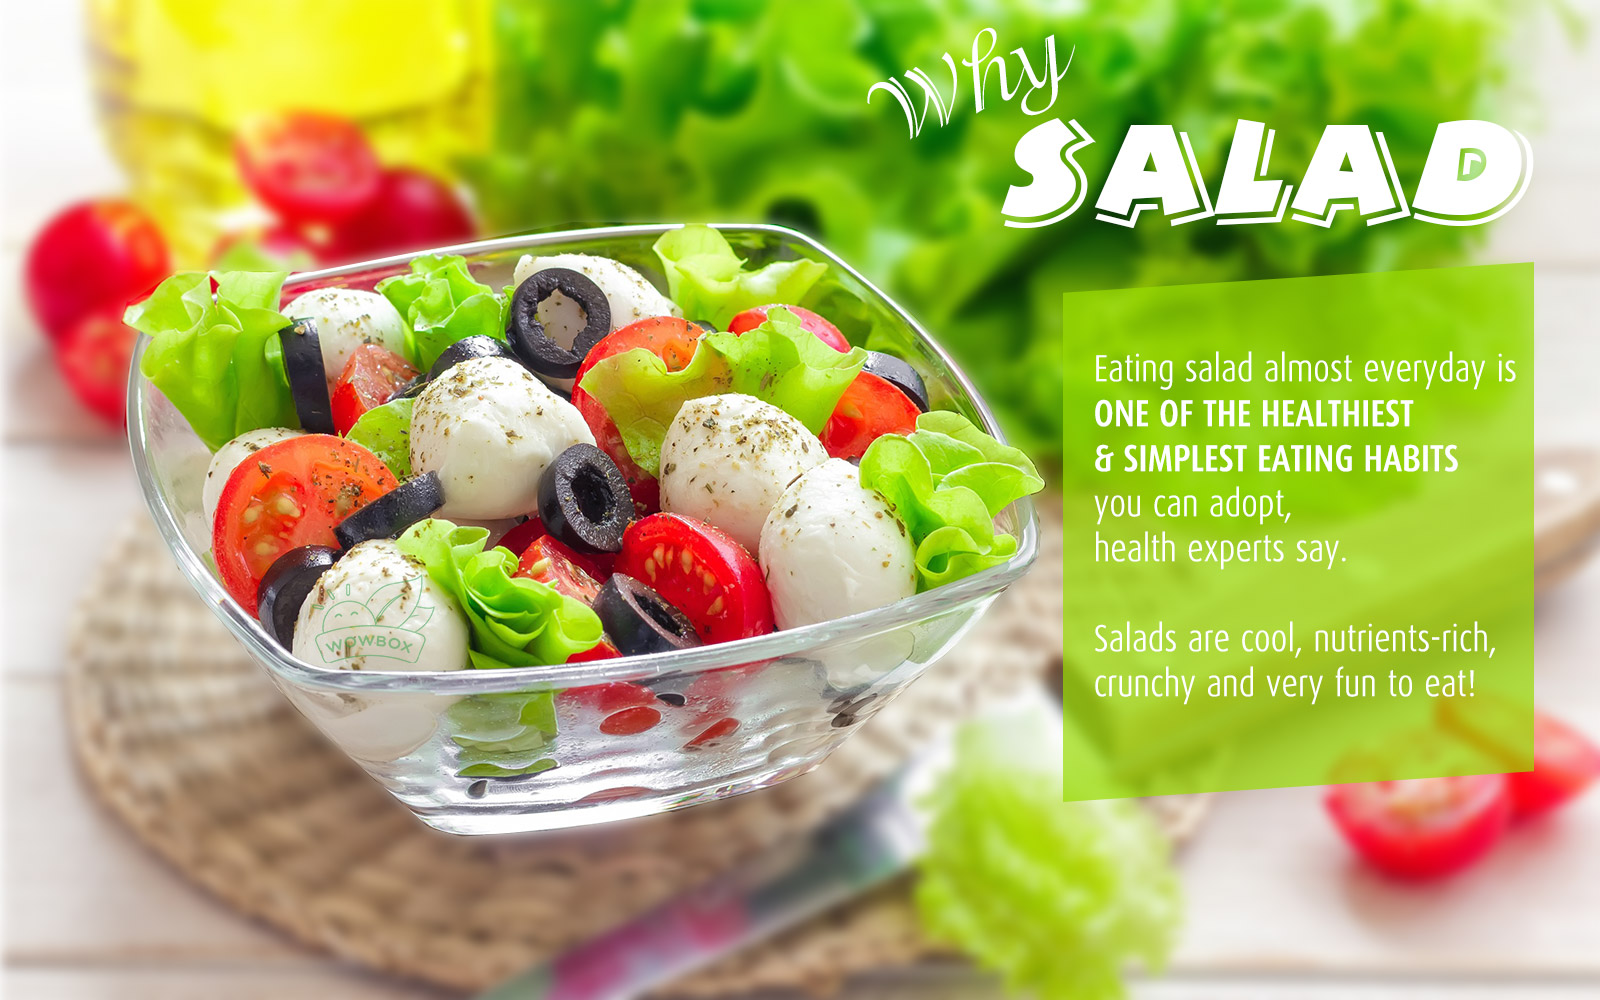 Why
SALAD
Eating salad almost everyday is
ONE OF THE HEALTHIEST
& SIMPLEST EATING HABITS
you can adopt,
health experts say.
Salads are cool, nutrients-rich,
crunchy and very fun to eat!
WOWBOX